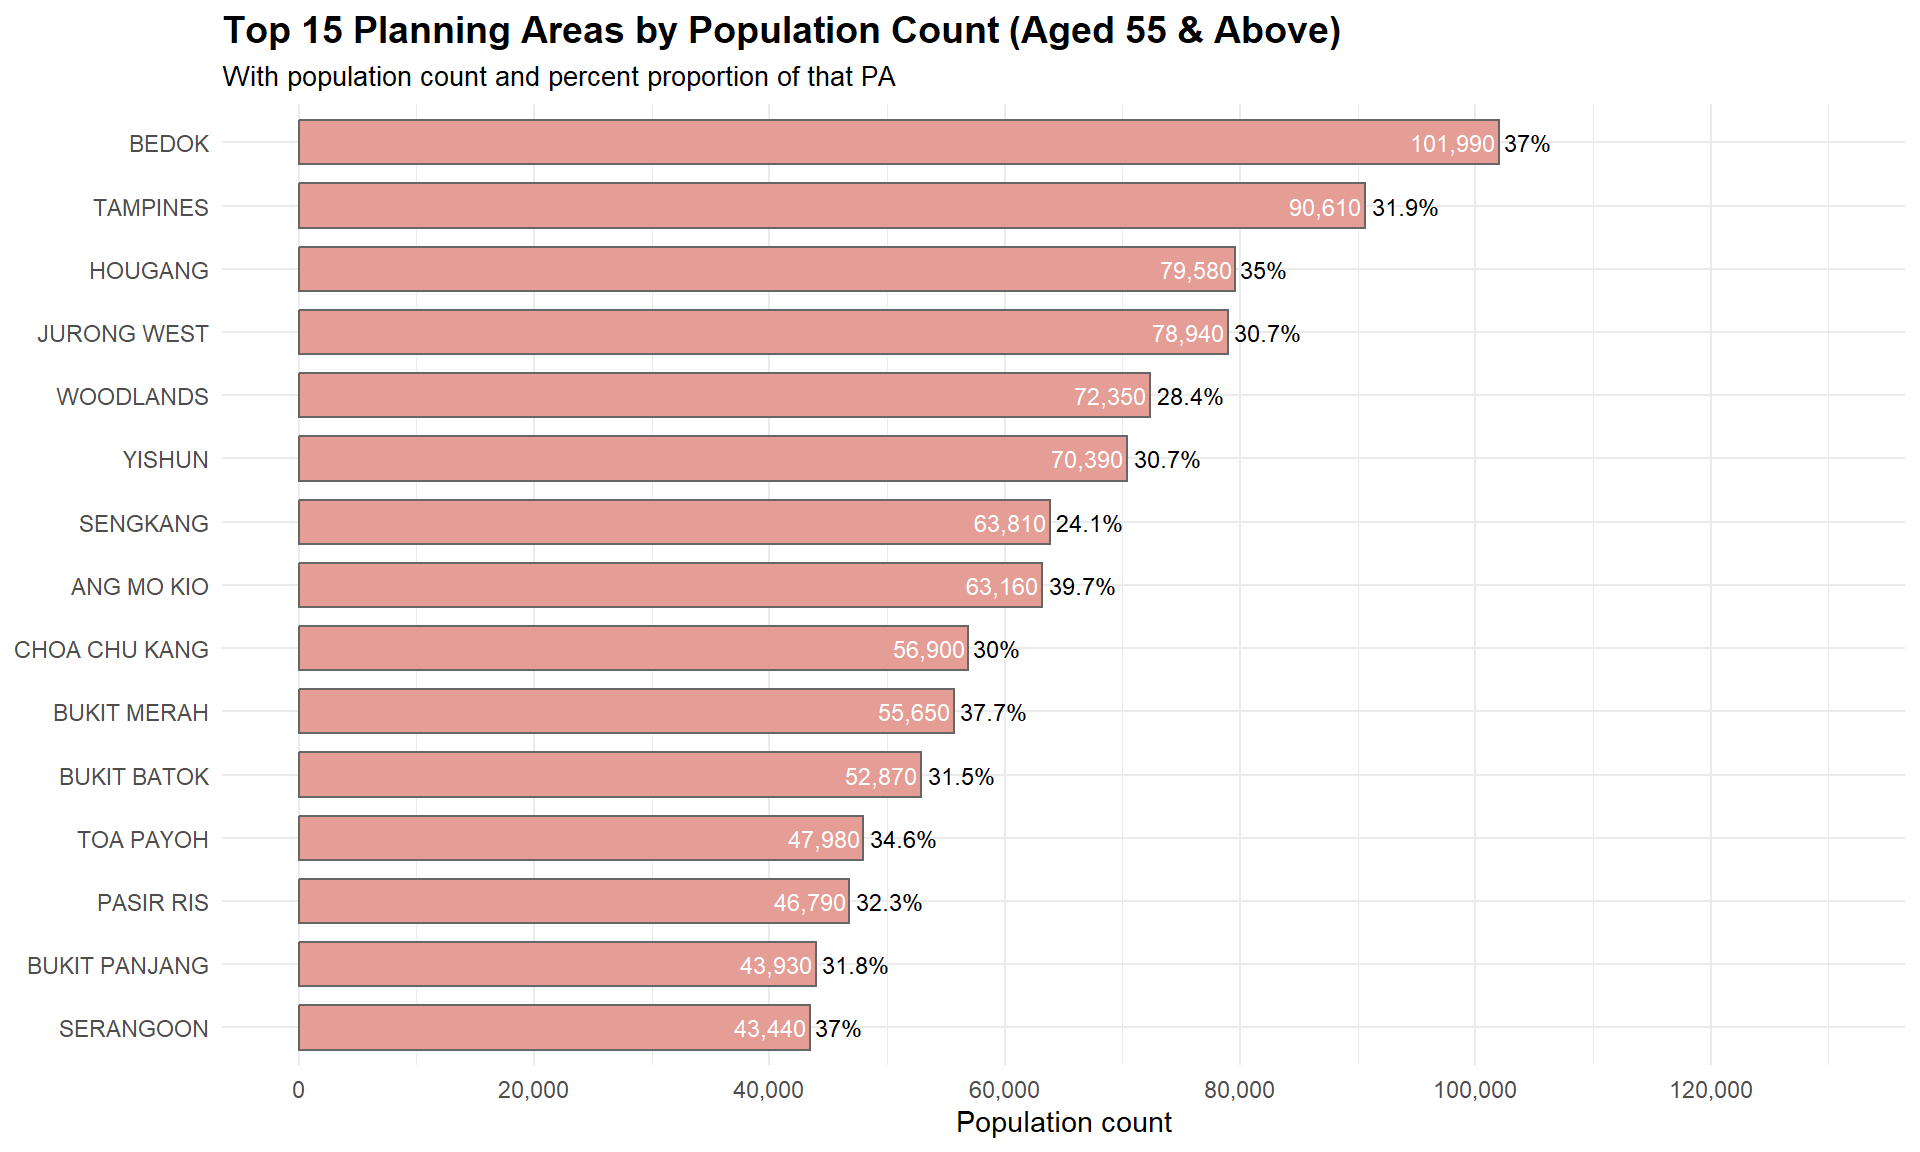 Top 15 Planning Areas by Population Count (Aged 55 & Above)
With population count and percent proportion of that PA
BEDOK 101,990 37%
TAMPINES 90,610 31.9%
HOUGANG 79,580 35%
JURONG WEST 78,940 30.7%
WOODLANDS 72,350 28.4%
YISHUN 70,390 30.7%
SENGKANG 63,810 24.1%
ANG MO KIO 63,160 39.7%
CHOA CHU KANG 56,900 30%
BUKIT MERAH 55,650 37.7%
BUKIT BATOK 52,870 31.5%
TOA PAYOH 47,980 34.6%
PASIR RIS 46,790 32.3%
BUKIT PANJANG 43,930 31.8%
SERANGOON 43,440 37%
0 20,000 40,000 60,000 80,000 100,000 120,000
Population count